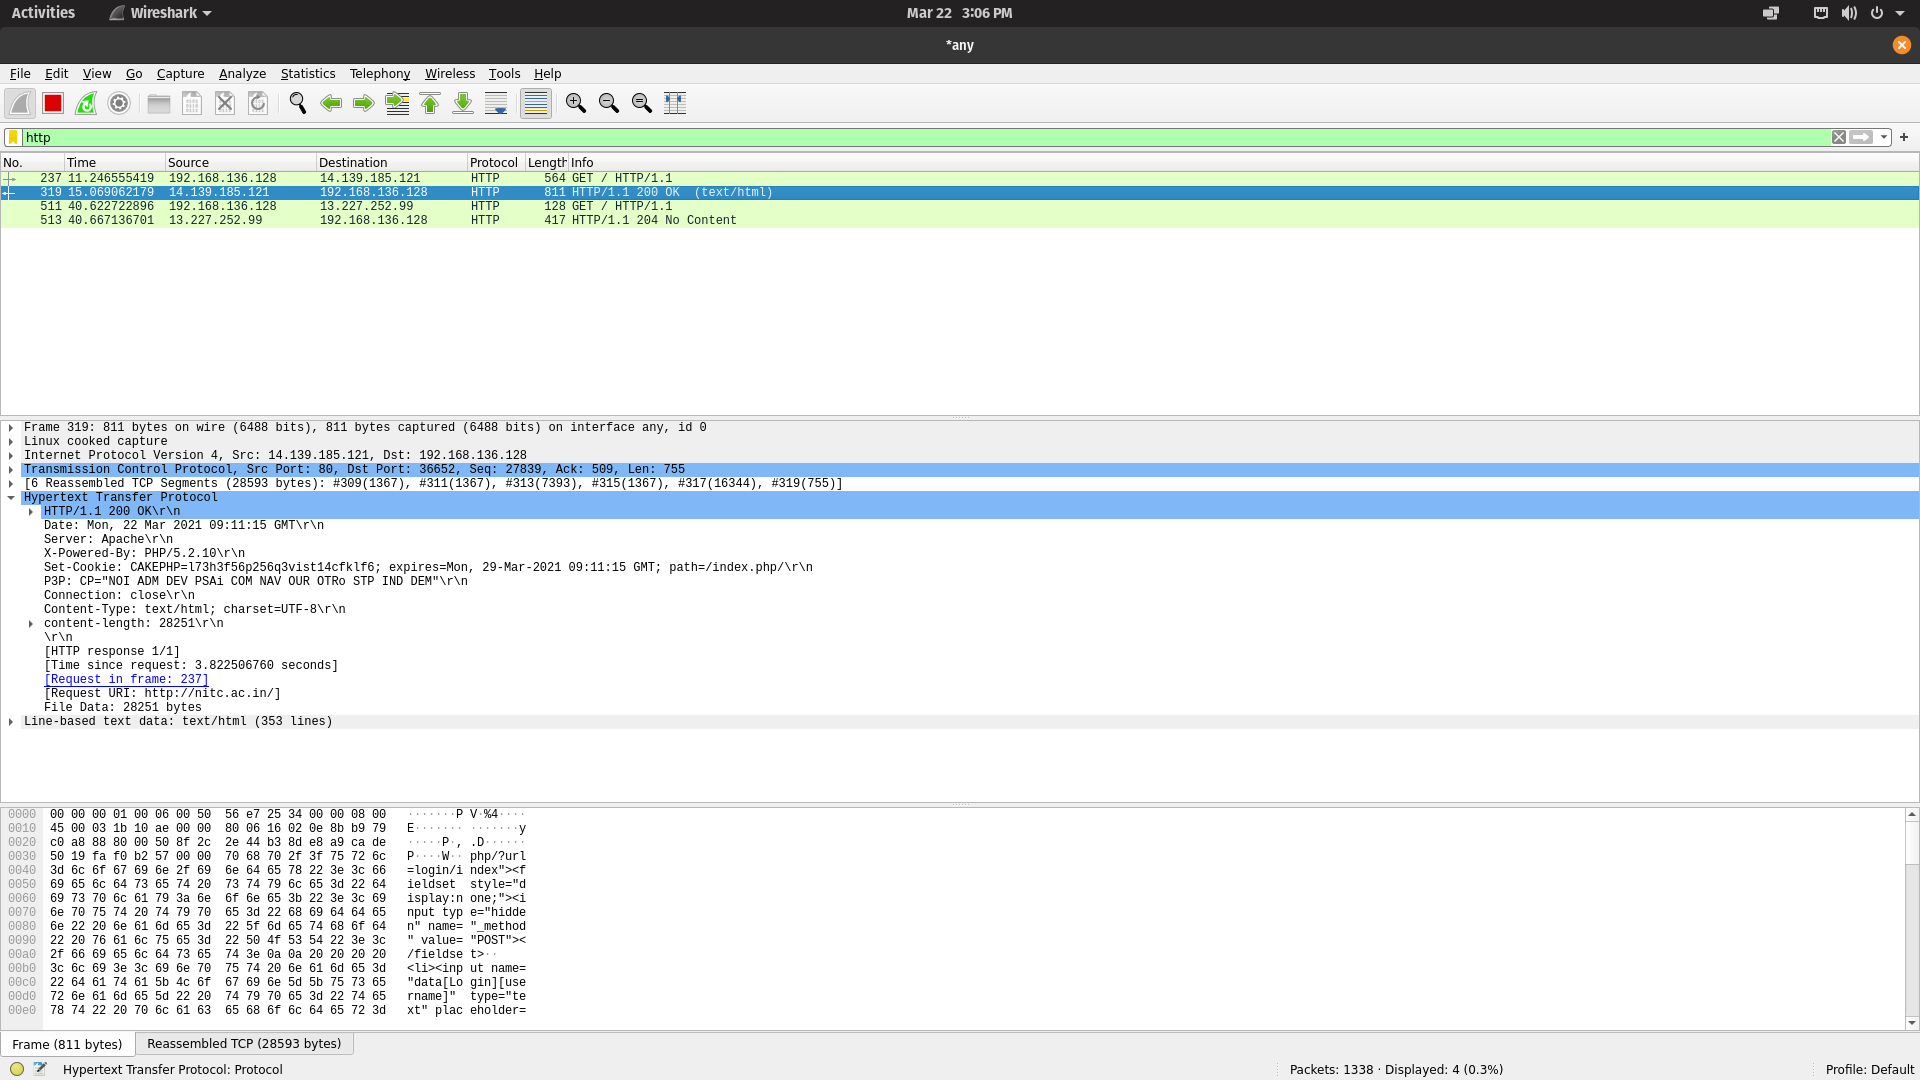 Activities Wireshark Mar 22 3:06 PM
*any
File Edit View Go Capture Analyze Statistics Telephony Wireless Tools Help
http
No. Time Source Destination Protocol Length Info
237 11.246555419 192.168.136.128 14.139.185.121 HTTP 564 GET / HTTP/1.1
319 15.069062179 14.139.185.121 192.168.136.128 HTTP 811 HTTP/1.1 200 OK (text/html)
511 40.622722896 192.168.136.128 13.227.252.99 HTTP 128 GET / HTTP/1.1
513 40.667136701 13.227.252.99 192.168.136.128 HTTP 417 HTTP/1.1 204 No Content
Frame 319: 811 bytes on wire (6488 bits), 811 bytes captured (6488 bits) on interface any, id 0
Linux cooked capture
Internet Protocol Version 4, Src: 14.139.185.121, Dst: 192.168.136.128
Transmission Control Protocol, Src Port: 80, Dst Port: 36652, Seq: 27839, Ack: 509, Len: 755
[6 Reassembled TCP Segments (28593 bytes): #309(1367), #311(1367), #313(7393), #315(1367), #317(16344), #319(755)]
Hypertext Transfer Protocol
HTTP/1.1 200 OK\r\n
Date: Mon, 22 Mar 2021 09:11:15 GMT\r\n
Server: Apache\r\n
X-Powered-By: PHP/5.2.10\r\n
Set-Cookie: CAKEPHP=l73h3f56p256q3vist14cfklf6; expires=Mon, 29-Mar-2021 09:11:15 GMT; path=/index.php/\r\n
P3P: CP="NOI ADM DEV PSAi COM NAV OUR OTRo STP IND DEM"\r\n
Connection: close\r\n
Content-Type: text/html; charset=UTF-8\r\n
content-length: 28251\r\n
\r\n
[HTTP response 1/1]
[Time since request: 3.822506760 seconds]
[Request in frame: 237]
[Request URI: http://nitc.ac.in/]
File Data: 28251 bytes
Line-based text data: text/html (353 lines)
0000 00 00 00 01 00 06 00 50 56 e7 25 34 00 00 08 00 ·······P V·%4····
0010 45 00 03 1b 10 ae 00 00 80 06 16 02 0e 8b b9 79 E······· ·······y
0020 c0 a8 88 80 00 50 8f 2c 2e 44 b3 8d e8 a9 ca de ·····P·, .D······
0030 50 19 fa f0 b2 57 00 00 70 68 70 2f 3f 75 72 6c P····W·· php/?url
0040 3d 6c 6f 67 69 6e 2f 69 6e 64 65 78 22 3e 3c 66 =login/i ndex"><f
0050 69 65 6c 64 73 65 74 20 73 74 79 6c 65 3d 22 64 ieldset style="d
0060 69 73 70 6c 61 79 3a 6e 6f 6e 65 3b 22 3e 3c 69 isplay:n one;"><i
0070 6e 70 75 74 20 74 79 70 65 3d 22 68 69 64 64 65 nput typ e="hidde
0080 6e 22 20 6e 61 6d 65 3d 22 5f 6d 65 74 68 6f 64 n" name= "_method
0090 22 20 76 61 6c 75 65 3d 22 50 4f 53 54 22 3e 3c " value= "POST"><
00a0 2f 66 69 65 6c 64 73 65 74 3e 0a 0a 20 20 20 20 /fieldse t>··
00b0 3c 6c 69 3e 3c 69 6e 70 75 74 20 6e 61 6d 65 3d <li><inp ut name=
00c0 22 64 61 74 61 5b 4c 6f 67 69 6e 5d 5b 75 73 65 "data[Lo gin][use
00d0 72 6e 61 6d 65 5d 22 20 74 79 70 65 3d 22 74 65 rname]" type="te
00e0 78 74 22 20 70 6c 61 63 65 68 6f 6c 64 65 72 3d xt" plac eholder=
Frame (811 bytes) Reassembled TCP (28593 bytes)
Hypertext Transfer Protocol: Protocol Packets: 1338 · Displayed: 4 (0.3%) Profile: Default